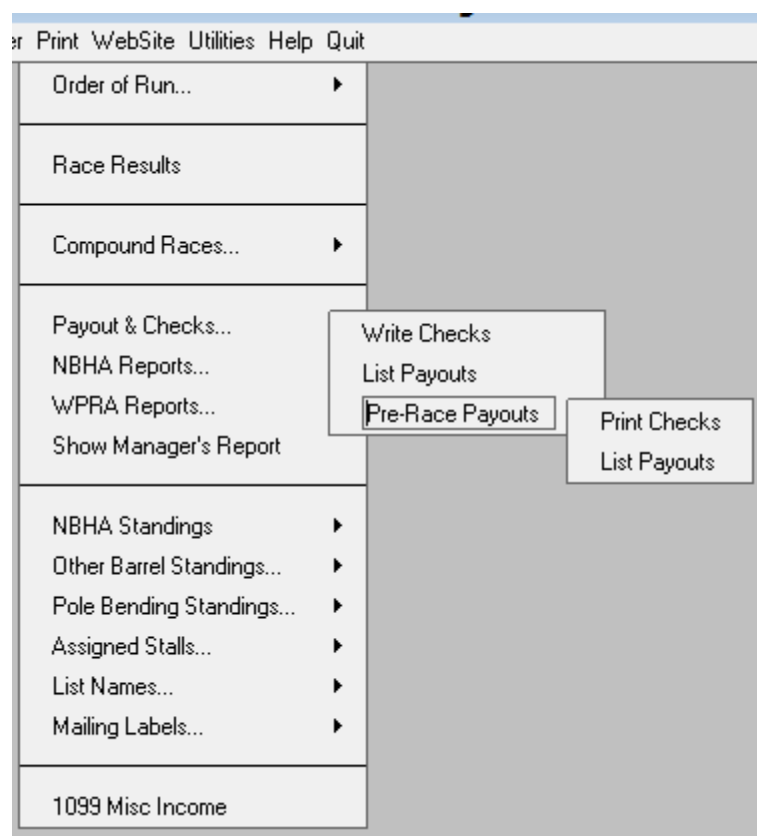 er Print WebSite Utilities Help Quit
Order of Run...
Race Results
Compound Races...
Payout & Checks...
NBHA Reports...
WPRA Reports...
Show Manager's Report
NBHA Standings
Other Barrel Standings...
Pole Bending Standings...
Assigned Stalls...
List Names...
Mailing Labels...
1099 Misc Income
Write Checks
List Payouts
Pre-Race Payouts
Print Checks
List Payouts